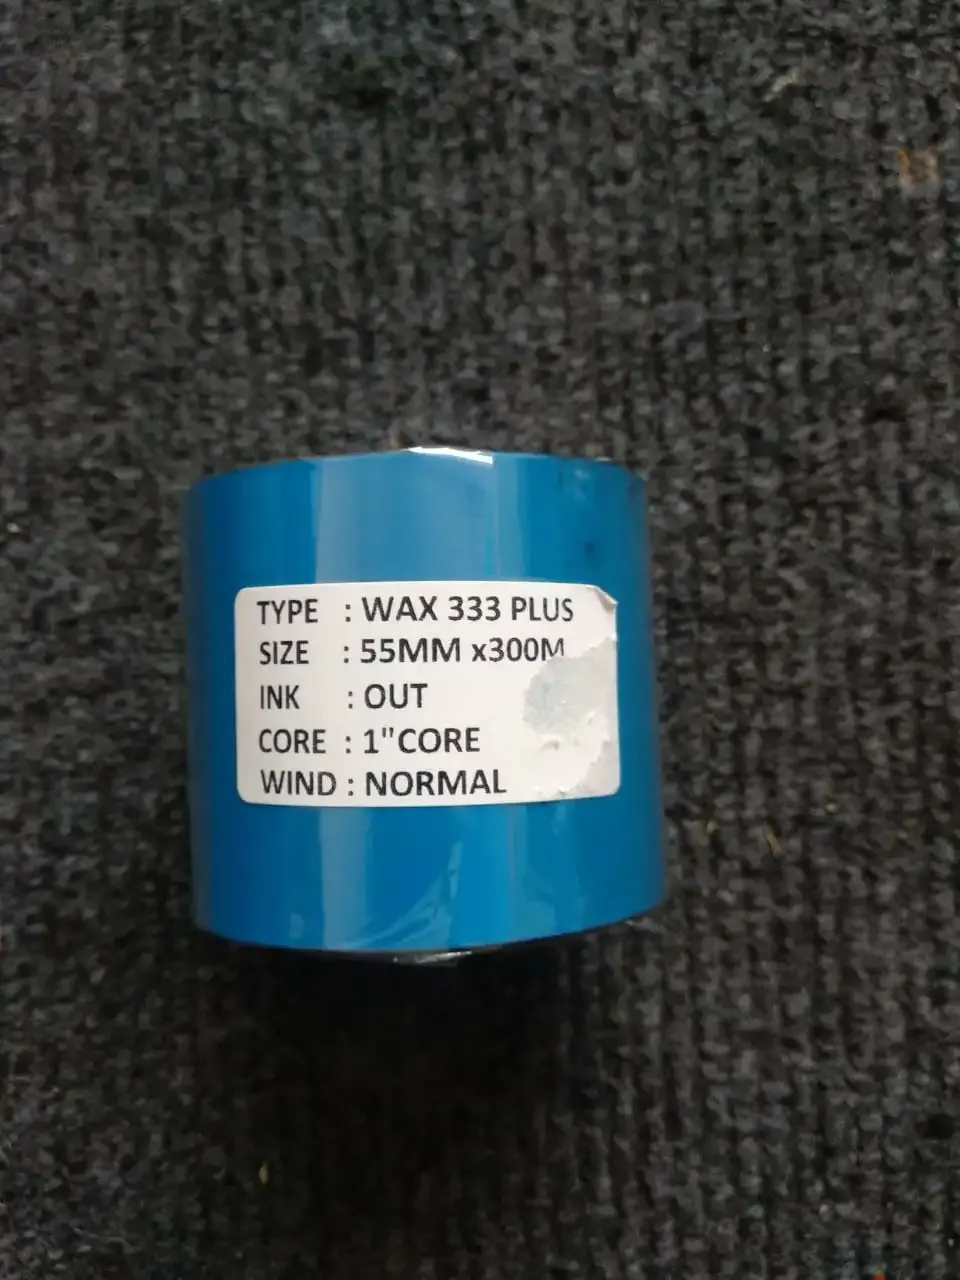 TYPE : WAX 333 PLUS
SIZE : 55MM x300M
INK : OUT
CORE : 1"CORE
WIND : NORMAL